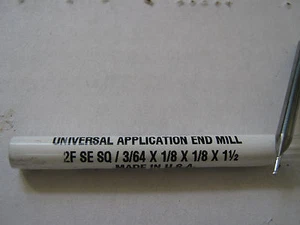 UNIVERSAL APPLICATION END MILL
2F SE SQ / 3/64 X 1/8 X 1/8 X 1½
MADE IN U.S.A.